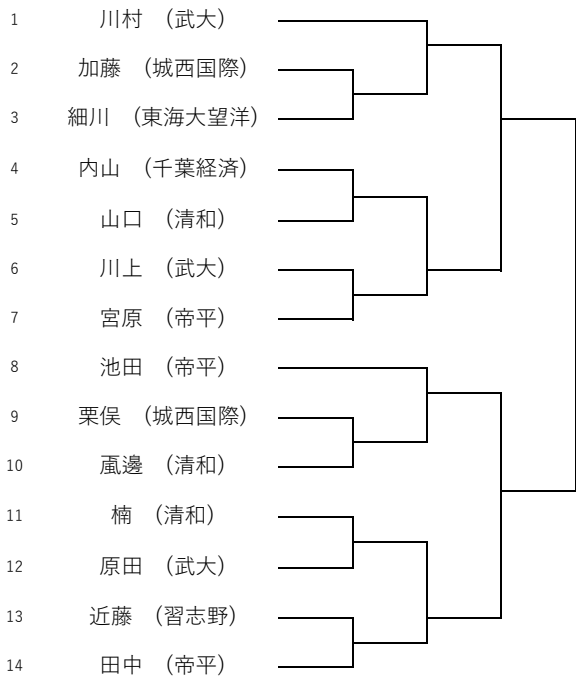 1 川村 (武大)
2 加藤 (城西国際)
3 細川 (東海大望洋)
4 内山 (千葉経済)
5 山口 (清和)
6 川上 (武大)
7 宮原 (帝平)
8 池田 (帝平)
9 栗俣 (城西国際)
10 凮邊 (清和)
11 楠 (清和)
12 原田 (武大)
13 近藤 (習志野)
14 田中 (帝平)